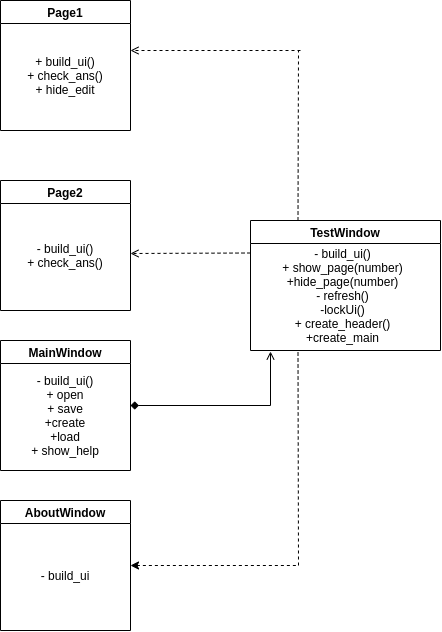 Page1
+ build_ui()
+ check_ans()
+ hide_edit
Page2
- build_ui()
+ check_ans()
TestWindow
- build_ui()
+ show_page(number)
+hide_page(number)
- refresh()
-lockUi()
+ create_header()
+create_main
MainWindow
- build_ui()
+ open
+ save
+create
+load
+ show_help
AboutWindow
- build_ui